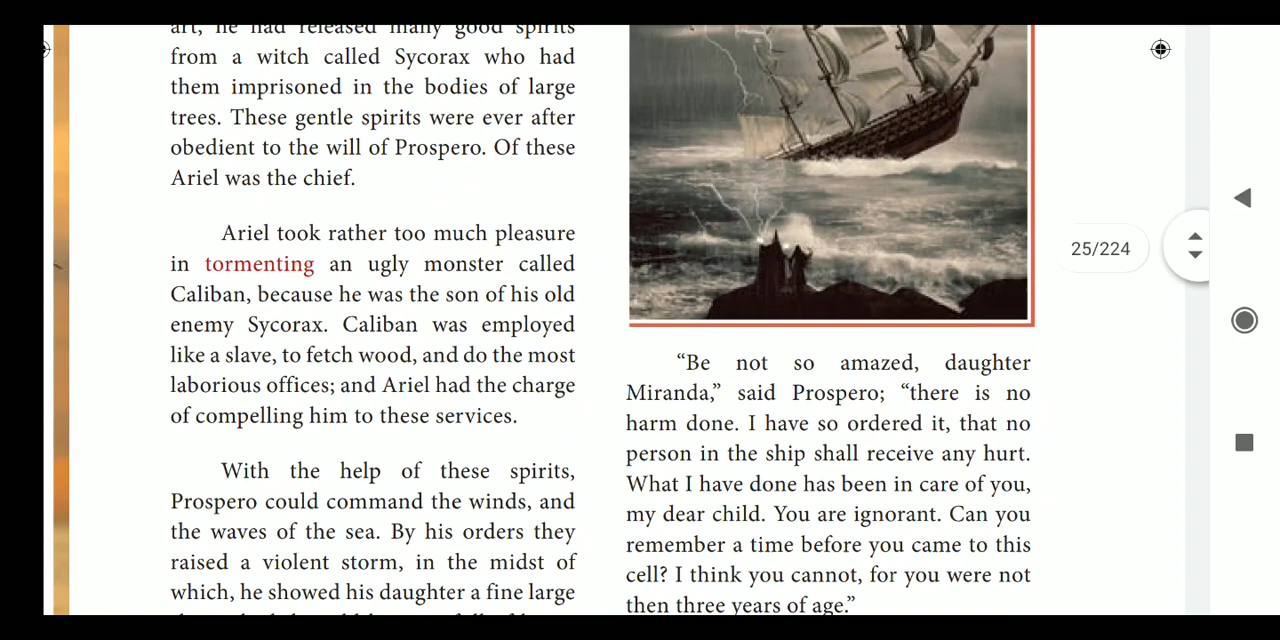 art, he had released many good spirits
from a witch called Sycorax who had
them imprisoned in the bodies of large
trees. These gentle spirits were ever after
obedient to the will of Prospero. Of these
Ariel was the chief.
Ariel took rather too much pleasure
in tormenting an ugly monster called
Caliban, because he was the son of his old
enemy Sycorax. Caliban was employed
like a slave, to fetch wood, and do the most
laborious offices; and Ariel had the charge
of compelling him to these services.
With the help of these spirits,
Prospero could command the winds, and
the waves of the sea. By his orders they
raised a violent storm, in the midst of
which, he showed his daughter a fine large
“Be not so amazed, daughter
Miranda,” said Prospero; “there is no
harm done. I have so ordered it, that no
person in the ship shall receive any hurt.
What I have done has been in care of you,
my dear child. You are ignorant. Can you
remember a time before you came to this
cell? I think you cannot, for you were not
then three years of age.”
25/224